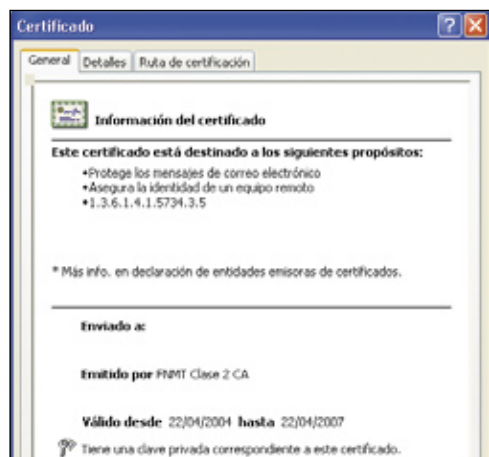 Certificado
General Detalles Ruta de certificación
Información del certificado
Este certificado está destinado a los siguientes propósitos:
•Protege los mensajes de correo electrónico
•Asegura la identidad de un equipo remoto
•1.3.6.1.4.1.5734.3.5
* Más info. en declaración de entidades emisoras de certificados.
Enviado a:
Emitido por FNMT Clase 2 CA
Válido desde 22/04/2004 hasta 22/04/2007
Tiene una clave privada correspondiente a este certificado.